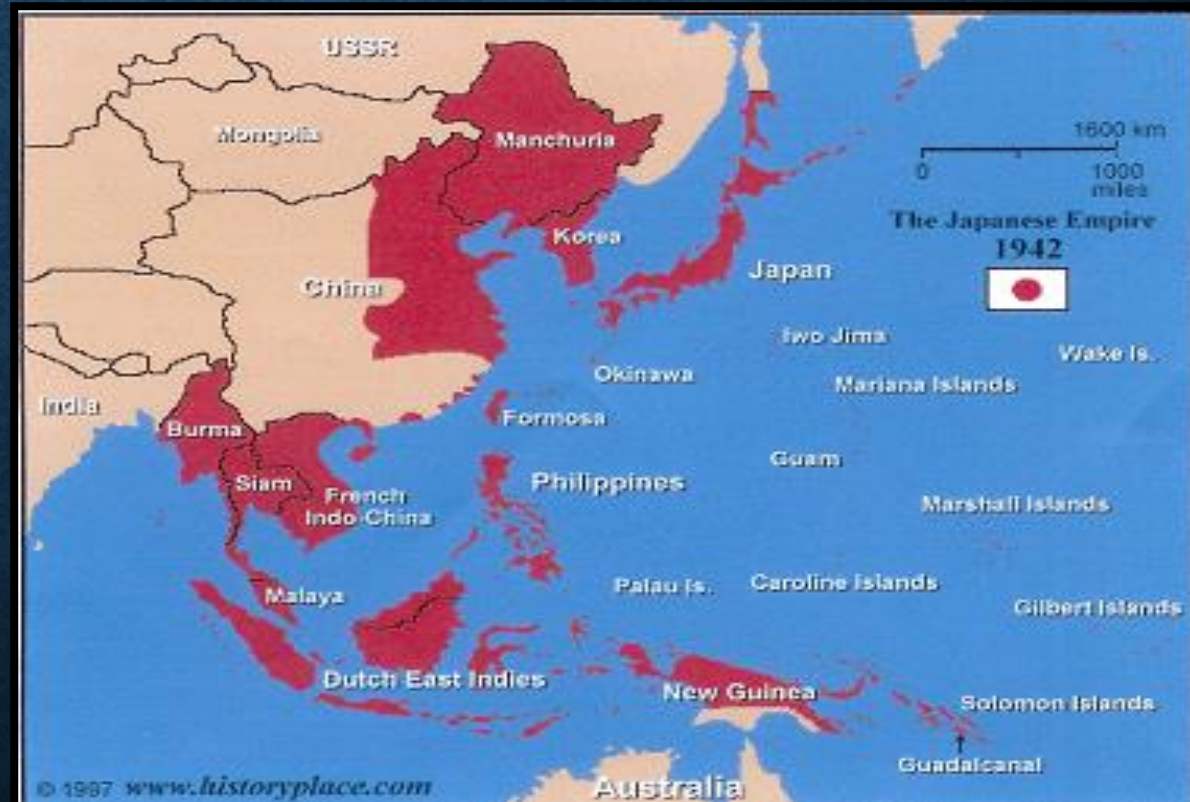 USSR
Mongolia
Manchuria
1600 km
0
1000
miles
The Japanese Empire
1942
Korea
Japan
China
Iwo Jima
Wake Is.
Okinawa
Mariana Islands
India
Formosa
Burma
Guam
Siam
Philippines
French
Indo-China
Marshall Islands
Malaya
Palau Is.
Caroline Islands
Gilbert Islands
Dutch East Indies
New Guinea
Solomon Islands
Guadalcanal
Australia
© 1997 www.historyplace.com